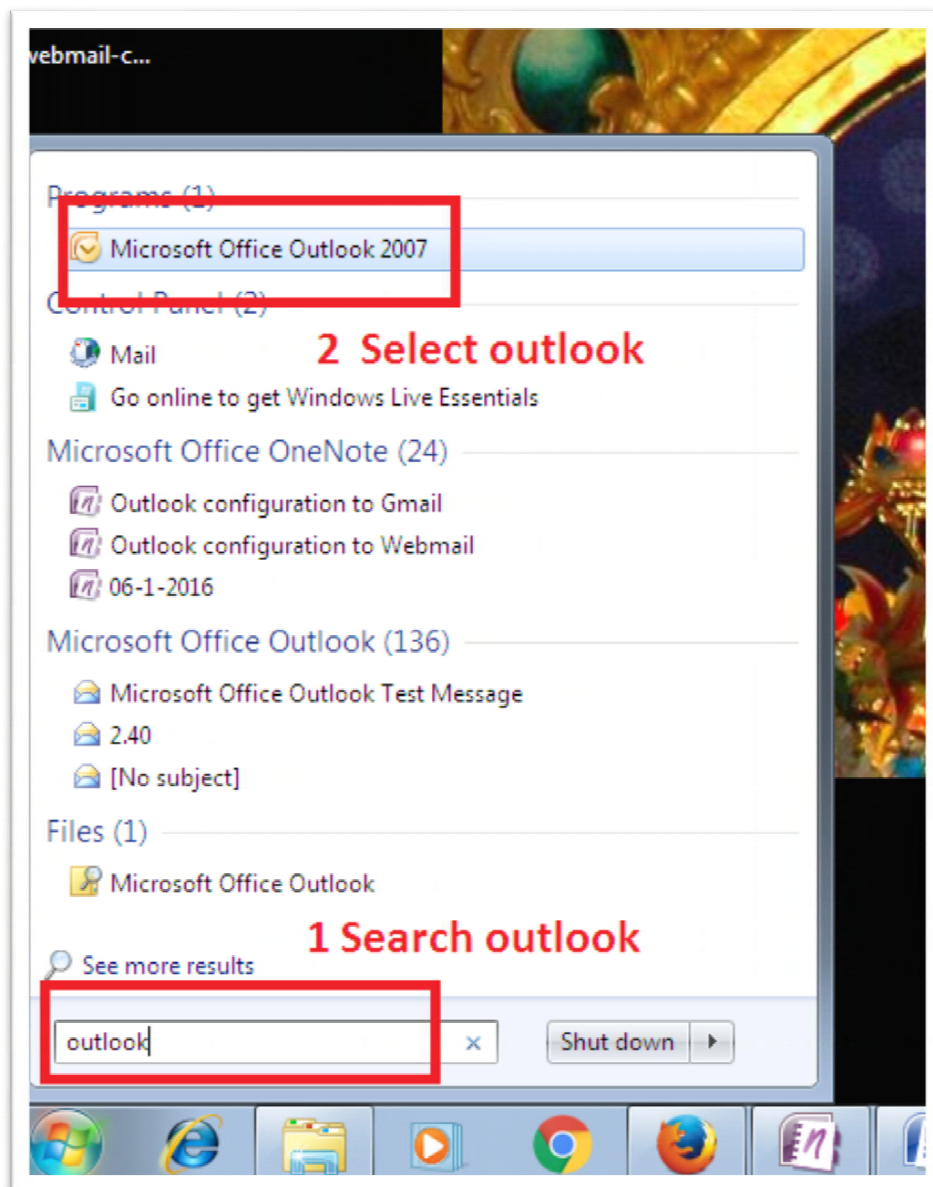 webmail-c...
Programs (1)
Microsoft Office Outlook 2007
Control Panel (2)
2 Select outlook
Mail
Go online to get Windows Live Essentials
Microsoft Office OneNote (24)
Outlook configuration to Gmail
Outlook configuration to Webmail
06-1-2016
Microsoft Office Outlook (136)
Microsoft Office Outlook Test Message
2.40
[No subject]
Files (1)
Microsoft Office Outlook
1 Search outlook
See more results
outlook
Shut down